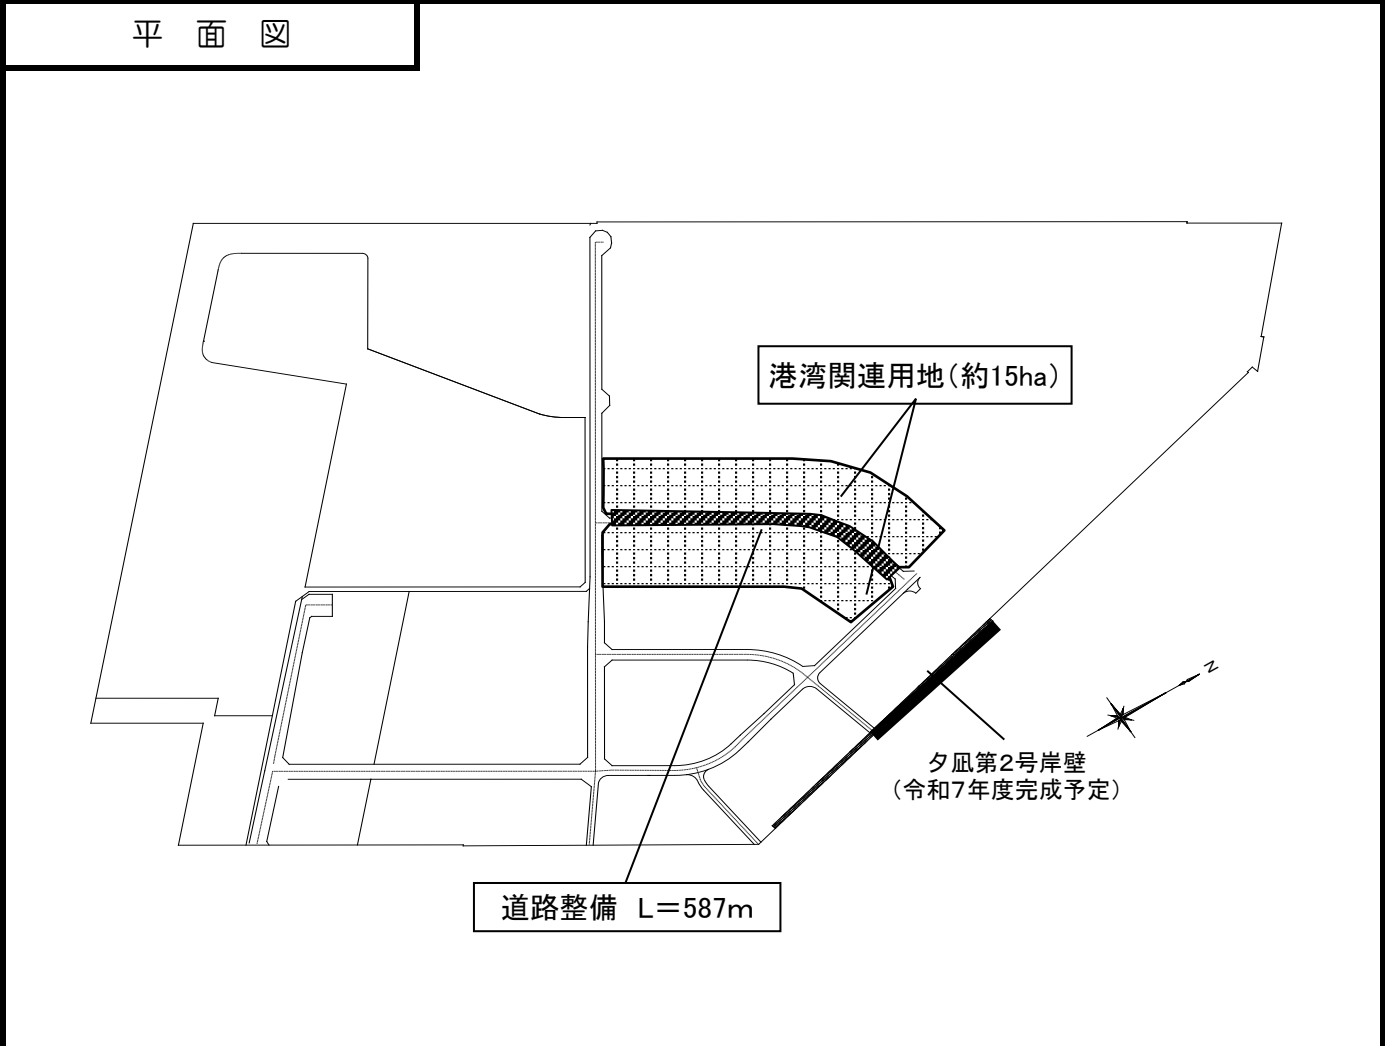 平 面 図
港湾関連用地（約15ha）
N
夕凪第２号岸壁
（令和７年度完成予定）
道路整備　Ｌ＝587ｍ